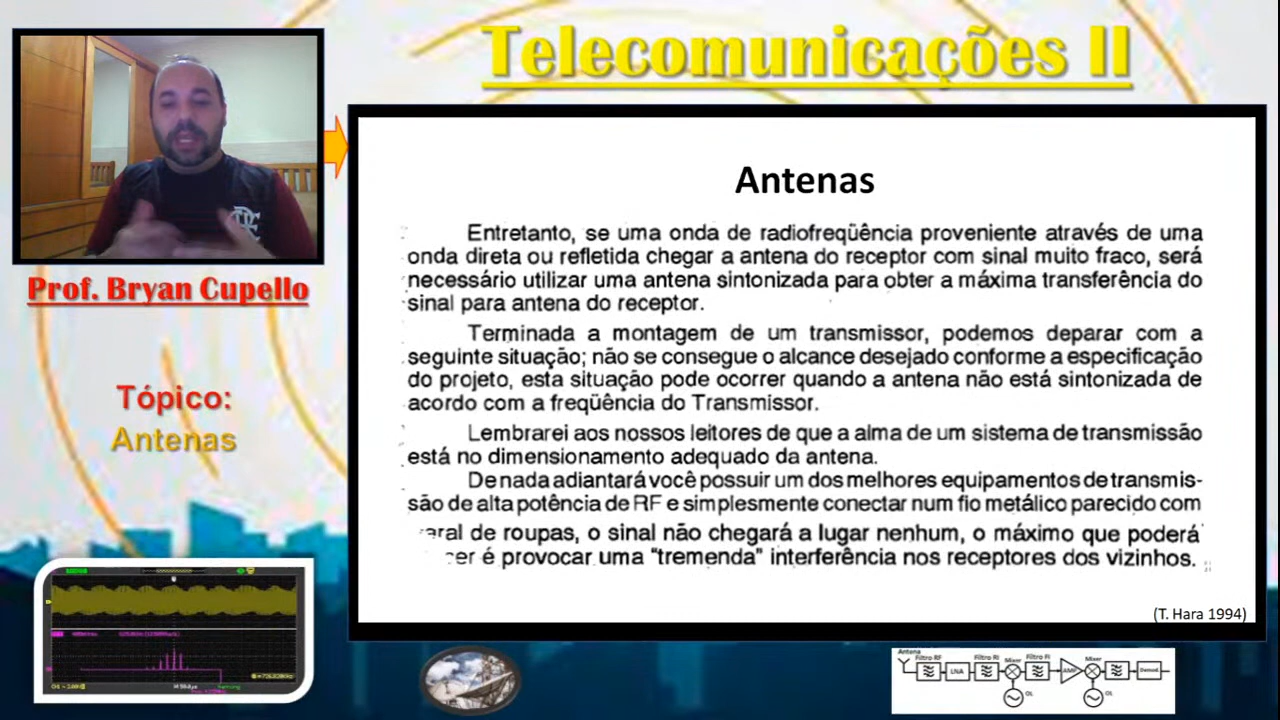 Telecomunicações II
Prof. Bryan Cupello
Tópico:
Antenas
Antenas
Entretanto, se uma onda de radiofreqüência proveniente através de uma
onda direta ou refletida chegar a antena do receptor com sinal muito fraco, será
necessário utilizar uma antena sintonizada para obter a máxima transferência do
sinal para antena do receptor.
Terminada a montagem de um transmissor, podemos deparar com a
seguinte situação; não se consegue o alcance desejado conforme a especificação
do projeto, esta situação pode ocorrer quando a antena não está sintonizada de
acordo com a freqüência do Transmissor.
Lembrarei aos nossos leitores de que a alma de um sistema de transmissão
está no dimensionamento adequado da antena.
De nada adiantará você possuir um dos melhores equipamentos de transmis-
são de alta potência de RF e simplesmente conectar num fio metálico parecido com
de roupas, o sinal não chegará a lugar nenhum, o máximo que poderá
é provocar uma “tremenda” interferência nos receptores dos vizinhos.
(T. Hara 1994)
Antena
Filtro RF
LNA
Filtro RI
Mixer
Filtro FI
AMP
Mixer
Demod.
OL
OL